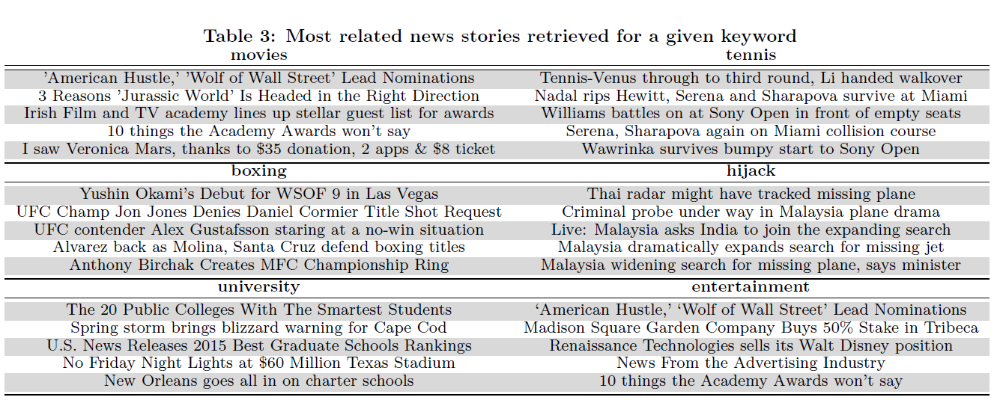 Table 3: Most related news stories retrieved for a given keyword
movies
’American Hustle,’ ’Wolf of Wall Street’ Lead Nominations
3 Reasons ’Jurassic World’ Is Headed in the Right Direction
Irish Film and TV academy lines up stellar guest list for awards
10 things the Academy Awards won’t say
I saw Veronica Mars, thanks to $35 donation, 2 apps & $8 ticket
tennis
Tennis-Venus through to third round, Li handed walkover
Nadal rips Hewitt, Serena and Sharapova survive at Miami
Williams battles on at Sony Open in front of empty seats
Serena, Sharapova again on Miami collision course
Wawrinka survives bumpy start to Sony Open
boxing
Yushin Okami’s Debut for WSOF 9 in Las Vegas
UFC Champ Jon Jones Denies Daniel Cormier Title Shot Request
UFC contender Alex Gustafsson staring at a no-win situation
Alvarez back as Molina, Santa Cruz defend boxing titles
Anthony Birchak Creates MFC Championship Ring
hijack
Thai radar might have tracked missing plane
Criminal probe under way in Malaysia plane drama
Live: Malaysia asks India to join the expanding search
Malaysia dramatically expands search for missing jet
Malaysia widening search for missing plane, says minister
university
The 20 Public Colleges With The Smartest Students
Spring storm brings blizzard warning for Cape Cod
U.S. News Releases 2015 Best Graduate Schools Rankings
No Friday Night Lights at $60 Million Texas Stadium
New Orleans goes all in on charter schools
entertainment
‘American Hustle,’ ‘Wolf of Wall Street’ Lead Nominations
Madison Square Garden Company Buys 50% Stake in Tribeca
Renaissance Technologies sells its Walt Disney position
News From the Advertising Industry
10 things the Academy Awards won’t say